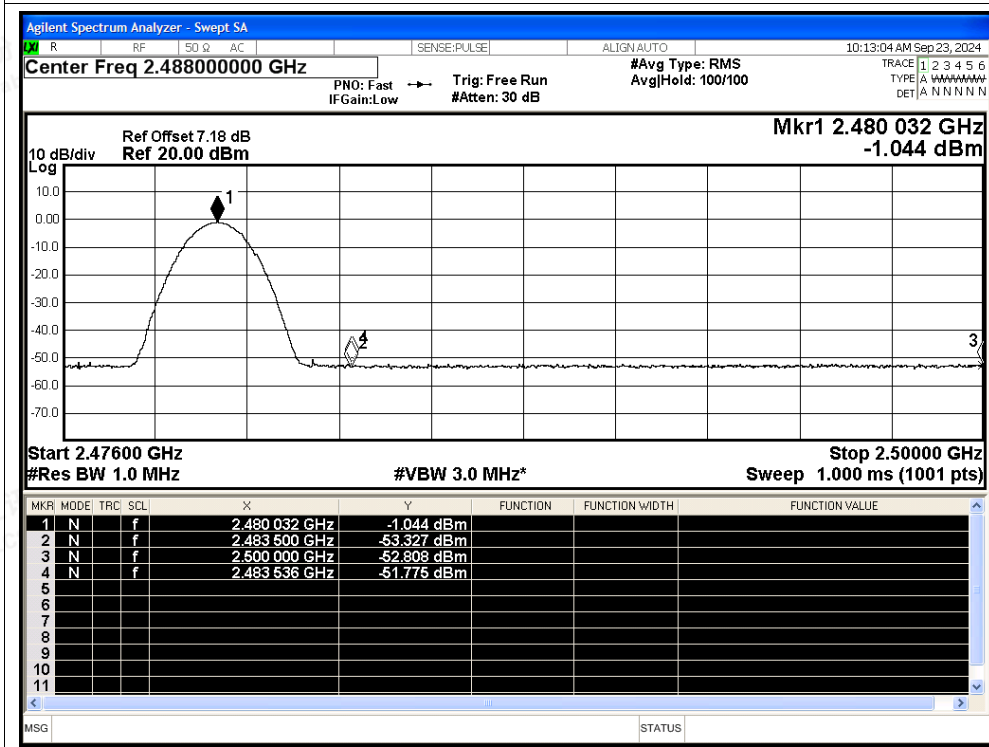 Agilent Spectrum Analyzer - Swept SA
LXI R RF 50 Ω AC SENSE:PULSE ALIGN AUTO 10:13:04 AM Sep 23, 2024
Center Freq 2.488000000 GHz #Avg Type: RMS TRACE 1 2 3 4 5 6
PNO: Fast Trig: Free Run Avg|Hold: 100/100 TYPE A WWWWW
IFGain:Low #Atten: 30 dB DET A N N N N N
Mkr1 2.480 032 GHz
Ref Offset 7.18 dB
10 dB/div Ref 20.00 dBm -1.044 dBm
Log
10.0
1
0.00
-10.0
-20.0
-30.0
-40.0
4 3
2
-50.0
-60.0
-70.0
Start 2.47600 GHz Stop 2.50000 GHz
#Res BW 1.0 MHz #VBW 3.0 MHz* Sweep 1.000 ms (1001 pts)
MKR MODE TRC SCL X Y FUNCTION FUNCTION WIDTH FUNCTION VALUE
1 N f 2.480 032 GHz -1.044 dBm
2 N f 2.483 500 GHz -53.327 dBm
3 N f 2.500 000 GHz -52.808 dBm
4 N f 2.483 536 GHz -51.775 dBm
5
6
7
8
9
10
11
MSG STATUS